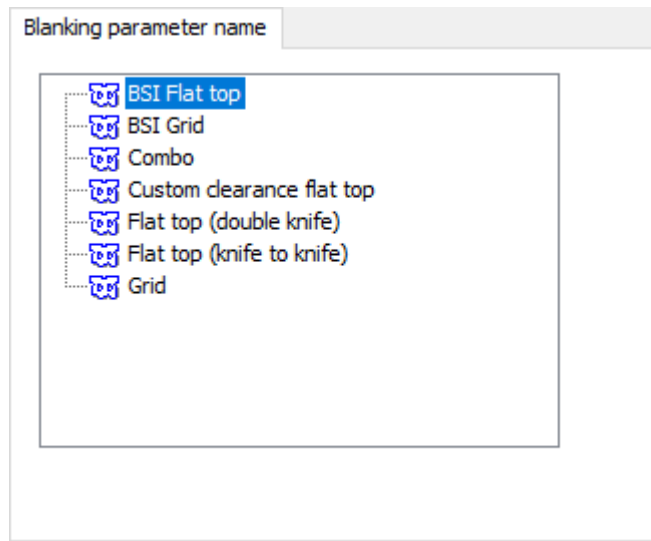 Blanking parameter name
BSI Flat top
BSI Grid
Combo
Custom clearance flat top
Flat top (double knife)
Flat top (knife to knife)
Grid